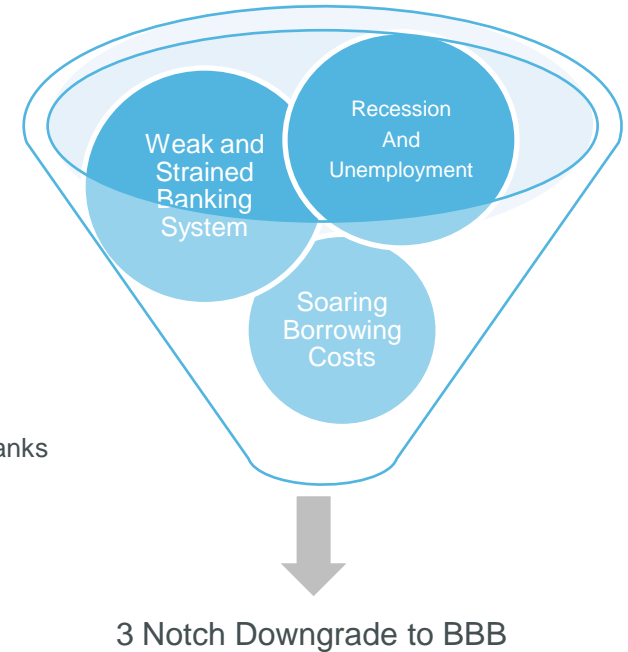 Recession
And
Unemployment
Weak and
Strained
Banking
System
Soaring
Borrowing
Costs
anks
3 Notch Downgrade to BBB